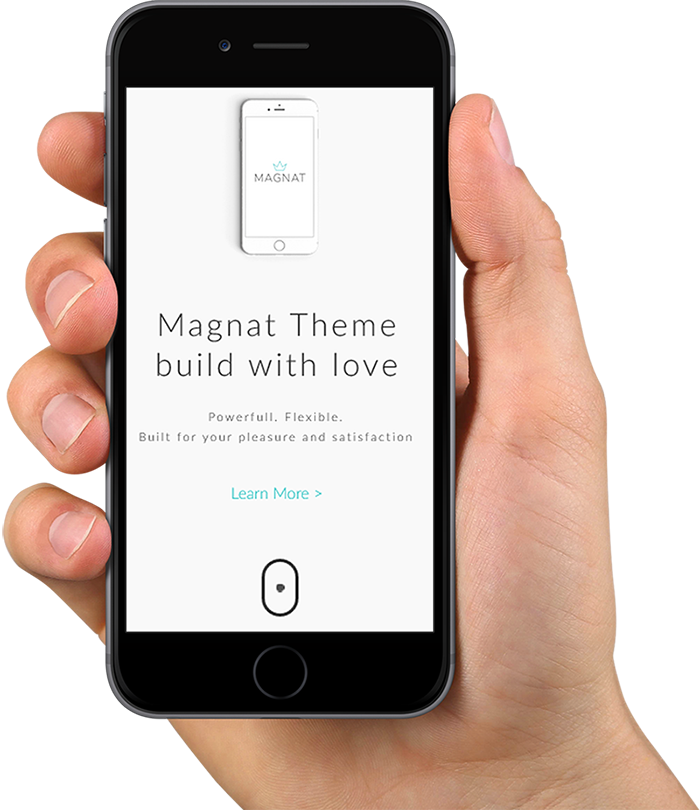 MAGNAT
Magnat Theme
build with love
Powerfull. Flexible.
Built for your pleasure and satisfaction
Learn More >